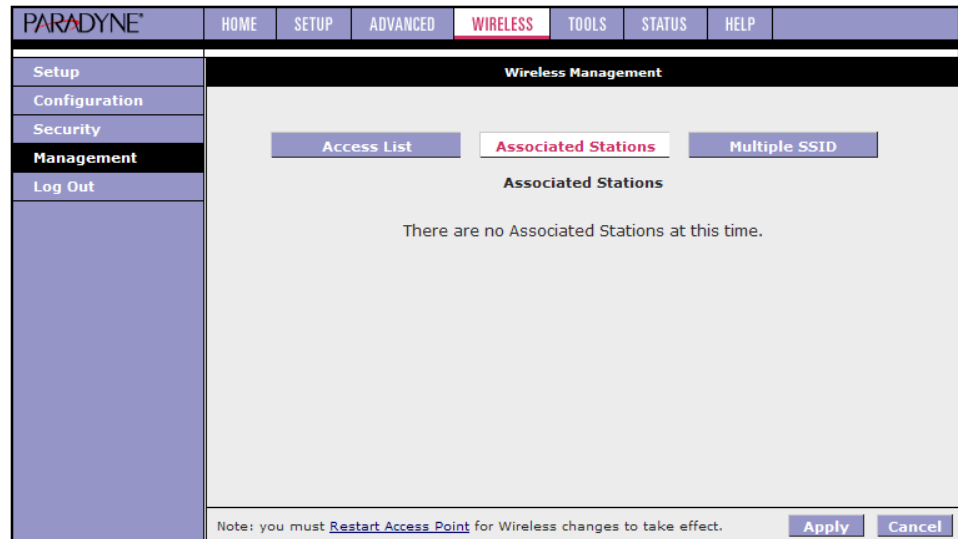 PARADYNE®
HOME SETUP ADVANCED WIRELESS TOOLS STATUS HELP
Setup
Configuration
Security
Management
Log Out
Wireless Management
Access List Associated Stations Multiple SSID
Associated Stations
There are no Associated Stations at this time.
Note: you must Restart Access Point for Wireless changes to take effect. Apply Cancel